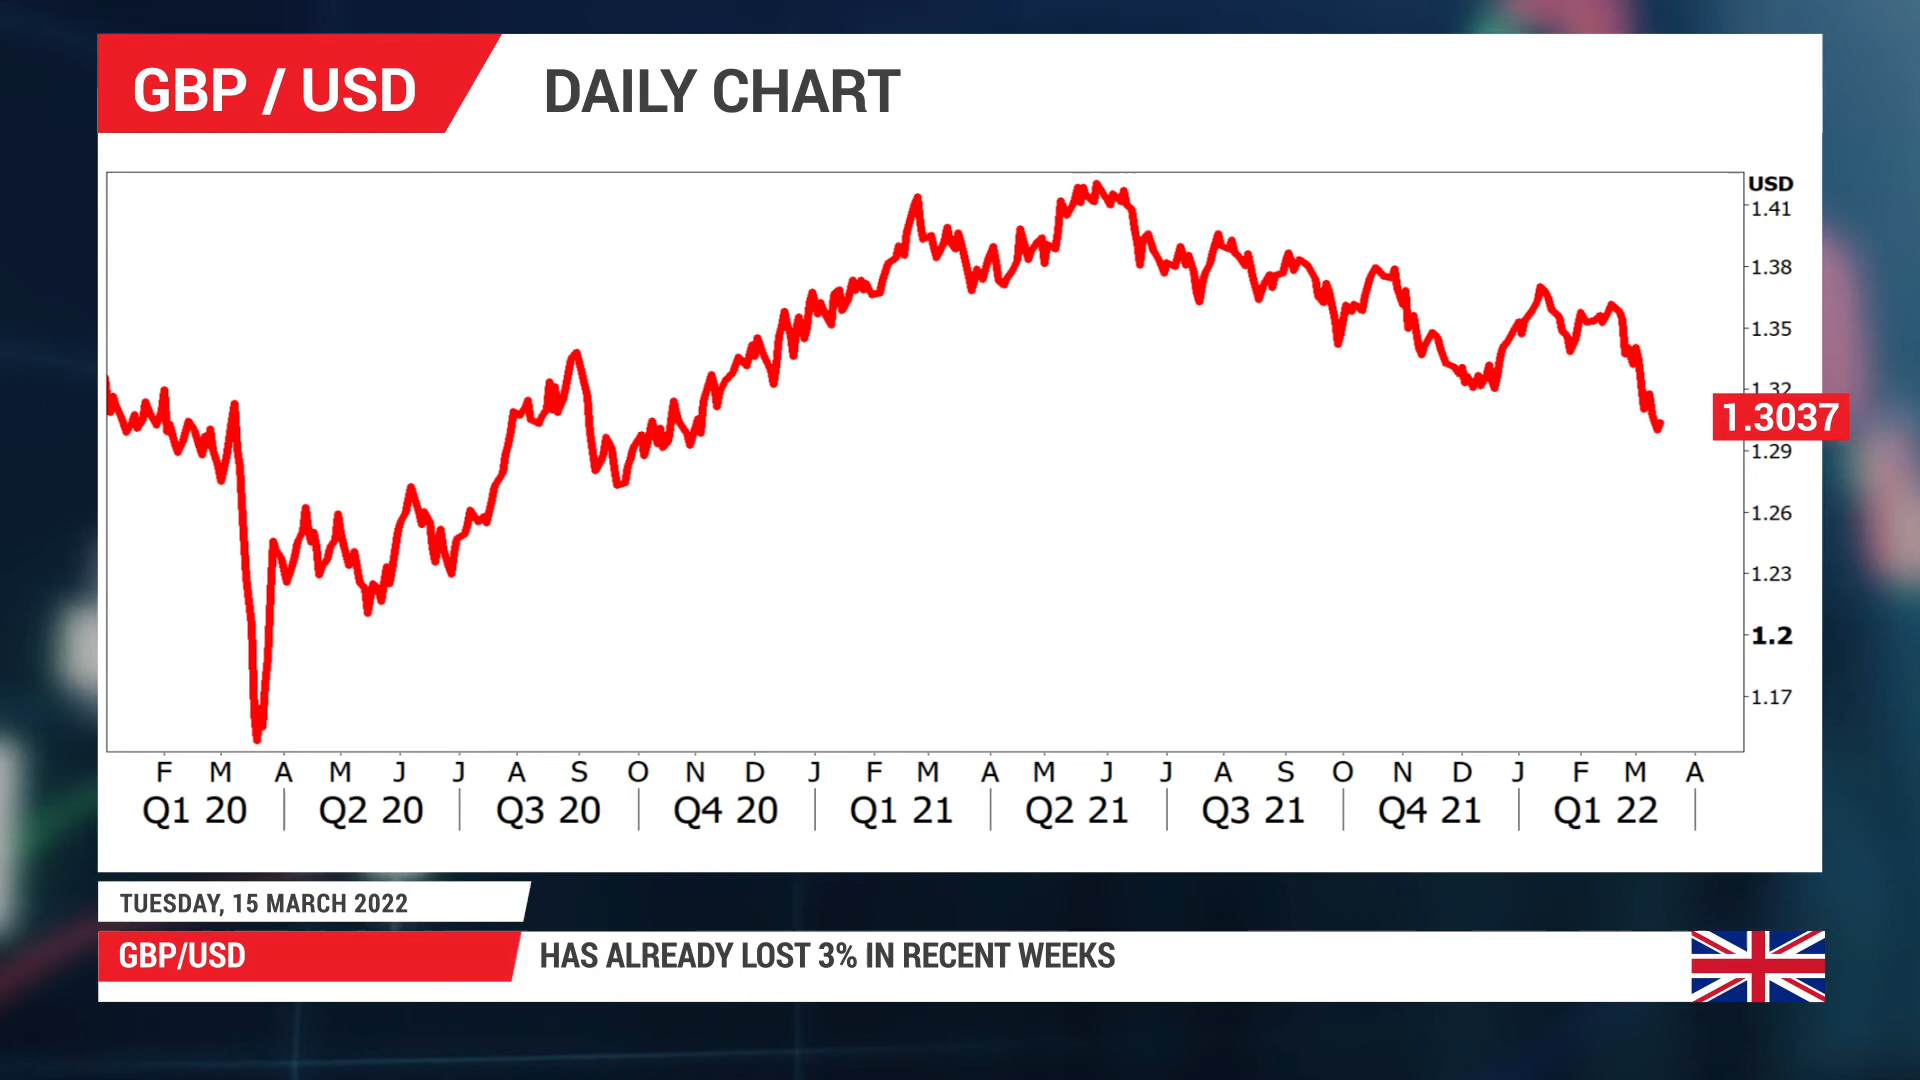 GBP / USD
DAILY CHART
USD
1.41
1.38
1.35
1.32
1.3037
1.29
1.26
1.23
1.2
1.17
F M A M J J A S O N D J F M A M J J A S O N D J F M A
Q1 20 Q2 20 Q3 20 Q4 20 Q1 21 Q2 21 Q3 21 Q4 21 Q1 22
TUESDAY, 15 MARCH 2022
GBP/USD
HAS ALREADY LOST 3% IN RECENT WEEKS